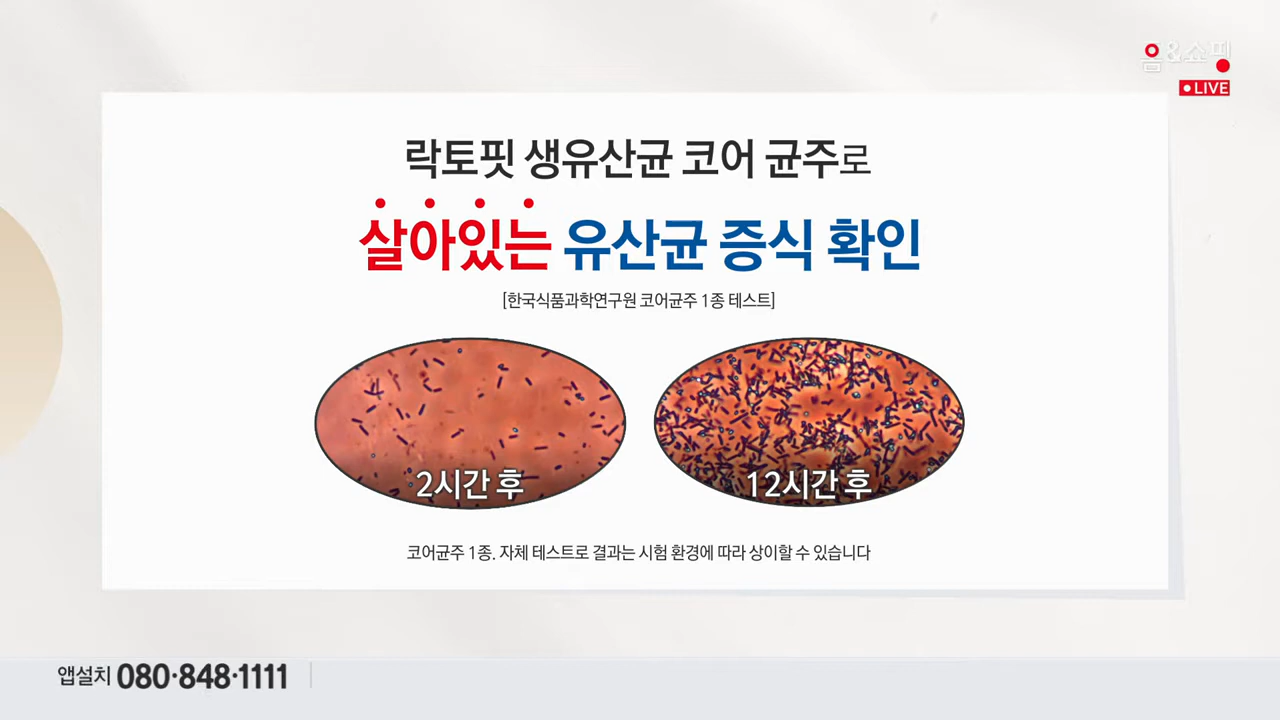 홈&쇼핑
LIVE
락토핏 생유산균 코어 균주로
살아있는 유산균 증식 확인
[한국식품과학연구원 코어균주 1종 테스트]
2시간 후
12시간 후
코어균주 1종. 자체 테스트로 결과는 시험 환경에 따라 상이할 수 있습니다
앱설치 080·848·1111